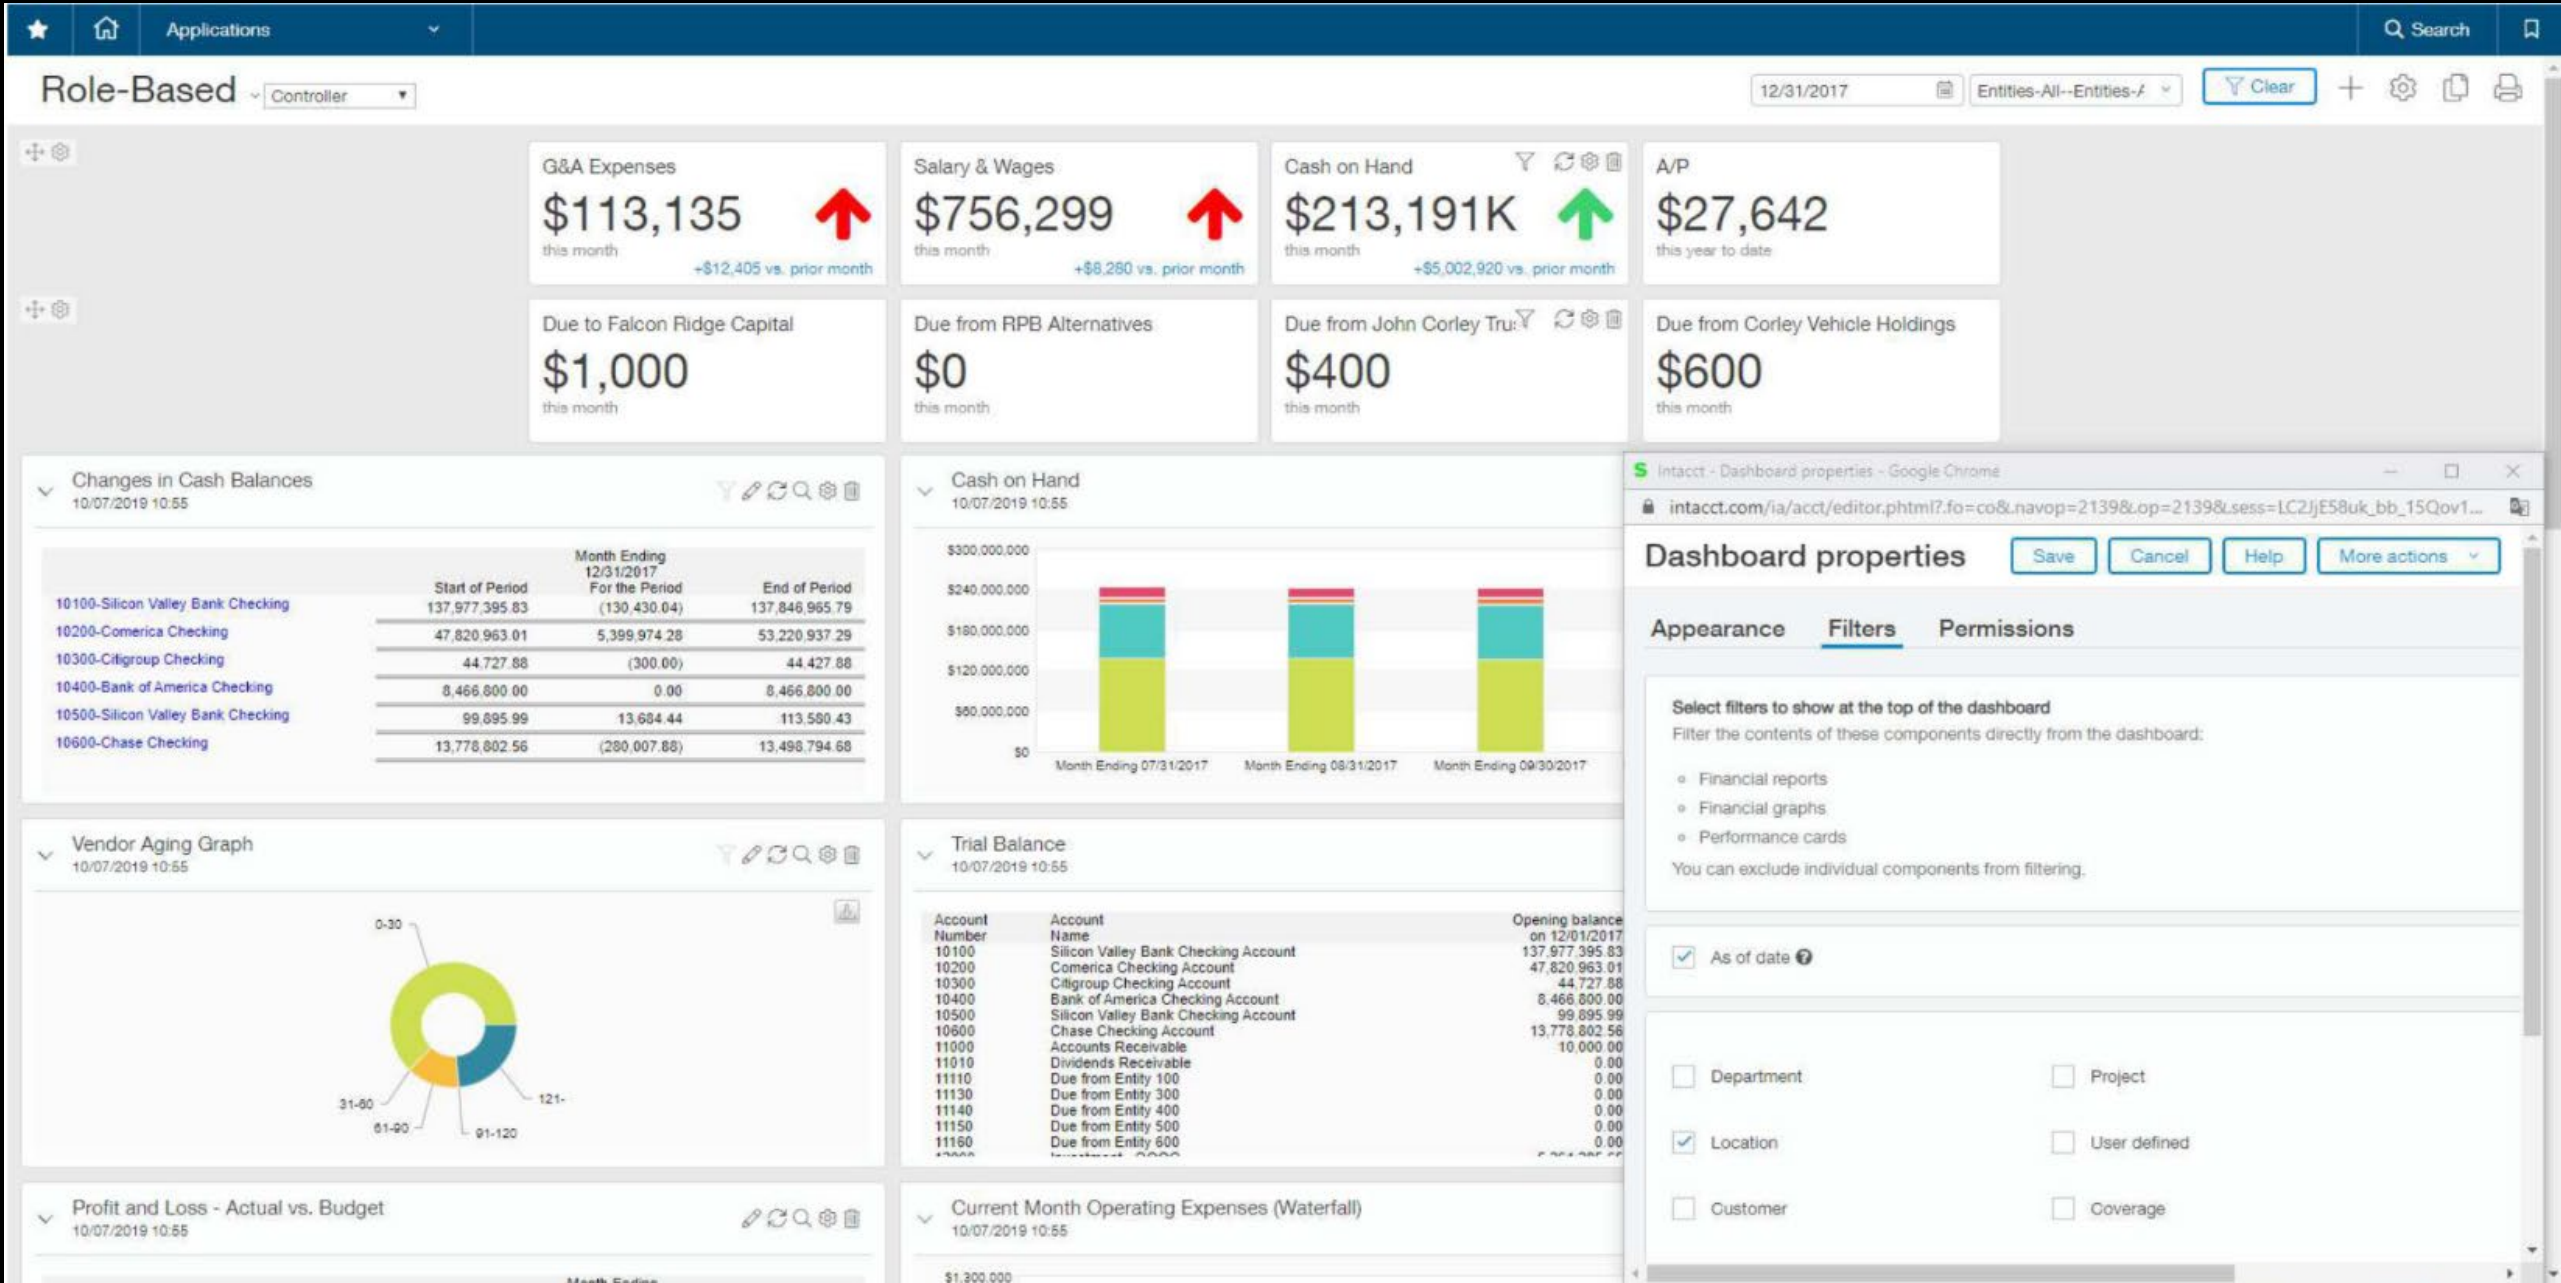 Applications
Search
Role-Based
Controller
12/31/2017
Entities-All--Entities-A
Clear
G&A Expenses
$113,135
this month
+$12,405 vs. prior month
Salary & Wages
$756,299
this month
+$8,280 vs. prior month
Cash on Hand
$213,191K
this month
+$5,002,920 vs. prior month
A/P
$27,642
this year to date
Due to Falcon Ridge Capital
$1,000
this month
Due from RPB Alternatives
$0
this month
Due from John Corley Tru
$400
this month
Due from Corley Vehicle Holdings
$600
this month
Changes in Cash Balances
10/07/2019 10:55
Month Ending
12/31/2017
Start of Period For the Period End of Period
10100-Silicon Valley Bank Checking 137,977,395.83 (130,430.04) 137,846,965.79
10200-Comerica Checking 47,820,963.01 5,399,974.28 53,220,937.29
10300-Citigroup Checking 44,727.88 (300.00) 44,427.88
10400-Bank of America Checking 8,466,800.00 0.00 8,466,800.00
10500-Silicon Valley Bank Checking 99,895.99 13,684.44 113,580.43
10600-Chase Checking 13,778,802.56 (280,007.88) 13,498,794.68
Cash on Hand
10/07/2019 10:55
$300,000,000
$240,000,000
$180,000,000
$120,000,000
$60,000,000
$0
Month Ending 07/31/2017 Month Ending 08/31/2017 Month Ending 09/30/2017
Vendor Aging Graph
10/07/2019 10:55
0-30
31-60
61-90
91-120
121-
Trial Balance
10/07/2019 10:55
Account Account Opening balance
Number Name on 12/01/2017
10100 Silicon Valley Bank Checking Account 137,977,395.83
10200 Comerica Checking Account 47,820,963.01
10300 Citigroup Checking Account 44,727.88
10400 Bank of America Checking Account 8,466,800.00
10500 Silicon Valley Bank Checking Account 99,895.99
10600 Chase Checking Account 13,778,802.56
11000 Accounts Receivable 10,000.00
11010 Dividends Receivable 0.00
11110 Due from Entity 100 0.00
11130 Due from Entity 300 0.00
11140 Due from Entity 400 0.00
11150 Due from Entity 500 0.00
11160 Due from Entity 600 0.00
Profit and Loss - Actual vs. Budget
10/07/2019 10:55
Month Ending
Current Month Operating Expenses (Waterfall)
10/07/2019 10:55
$1,300,000
S Intacct - Dashboard properties - Google Chrome
Dashboard properties
Save
Cancel
Help
More actions
Appearance Filters Permissions
Select filters to show at the top of the dashboard
Filter the contents of these components directly from the dashboard:
Financial reports
Financial graphs
Performance cards
You can exclude individual components from filtering.
As of date
Department
Project
Location
User defined
Customer
Coverage